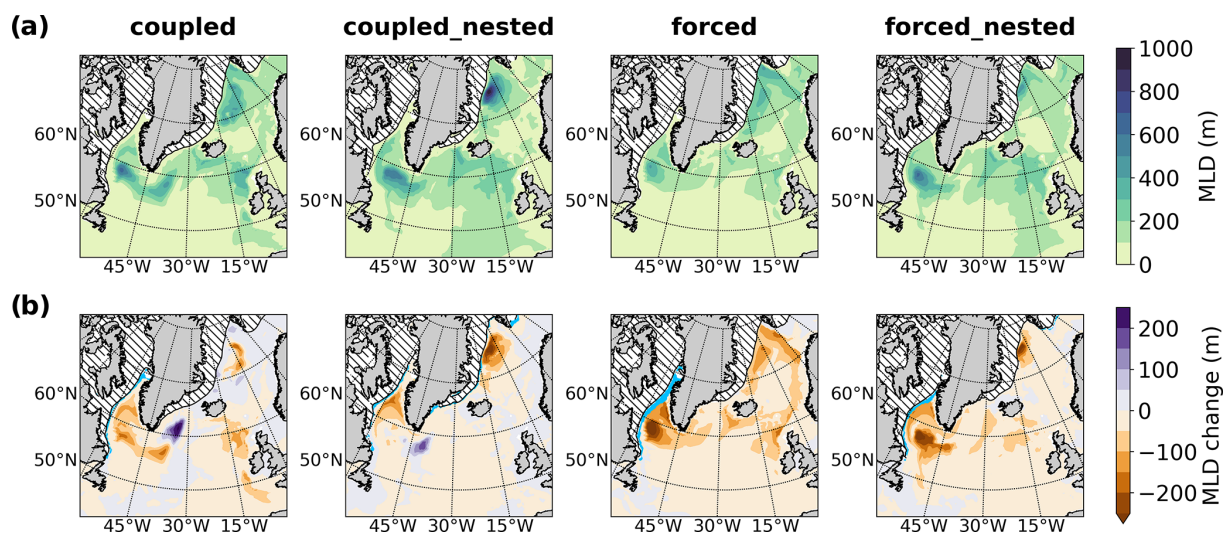 (a)
coupled
coupled_nested
forced
forced_nested
60°N
50°N
45°W 30°W 15°W
60°N
50°N
45°W 30°W 15°W
60°N
50°N
45°W 30°W 15°W
60°N
50°N
45°W 30°W 15°W
1000
800
600
400
200
0
MLD (m)
(b)
60°N
50°N
45°W 30°W 15°W
60°N
50°N
45°W 30°W 15°W
60°N
50°N
45°W 30°W 15°W
60°N
50°N
45°W 30°W 15°W
200
100
0
−100
−200
MLD change (m)